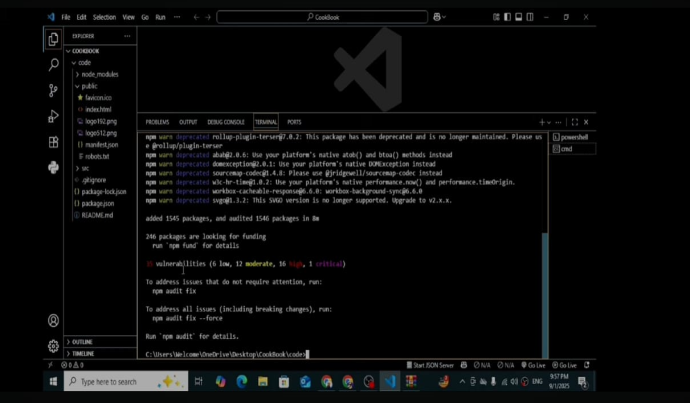 File Edit Selection View Go Run ...
CookBook
EXPLORER
COOKBOOK
code
node_modules
public
favicon.ico
index.html
logo192.png
logo512.png
manifest.json
robots.txt
src
.gitignore
package-lock.json
package.json
README.md
OUTLINE
TIMELINE
PROBLEMS OUTPUT DEBUG CONSOLE TERMINAL PORTS
powershell
cmd
npm warn deprecated rollup-plugin-terser@7.0.2: This package has been deprecated and is no longer maintained. Please us
e @rollup/plugin-terser
npm warn deprecated abab@2.0.6: Use your platform's native atob() and btoa() methods instead
npm warn deprecated domexception@2.0.1: Use your platform's native DOMException instead
npm warn deprecated sourcemap-codec@1.4.8: Please use @jridgewell/sourcemap-codec instead
npm warn deprecated w3c-hr-time@1.0.2: Use your platform's native performance.now() and performance.timeOrigin.
npm warn deprecated workbox-cacheable-response@6.6.0: workbox-background-sync@6.6.0
npm warn deprecated svgo@1.3.2: This SVGO version is no longer supported. Upgrade to v2.x.x.
added 1545 packages, and audited 1546 packages in 8m
246 packages are looking for funding
run `npm fund` for details
vulnerabilities (6 low, 12 moderate, 16 high, 1 critical)
To address issues that do not require attention, run:
npm audit fix
To address all issues (including breaking changes), run:
npm audit fix --force
Run `npm audit` for details.
C:\Users\Welcome\OneDrive\Desktop\CookBook\code>
0 0
Start JSON Server N/A N/A Go Live Go Live
Type here to search
ENG
9:57 PM
9/1/2025